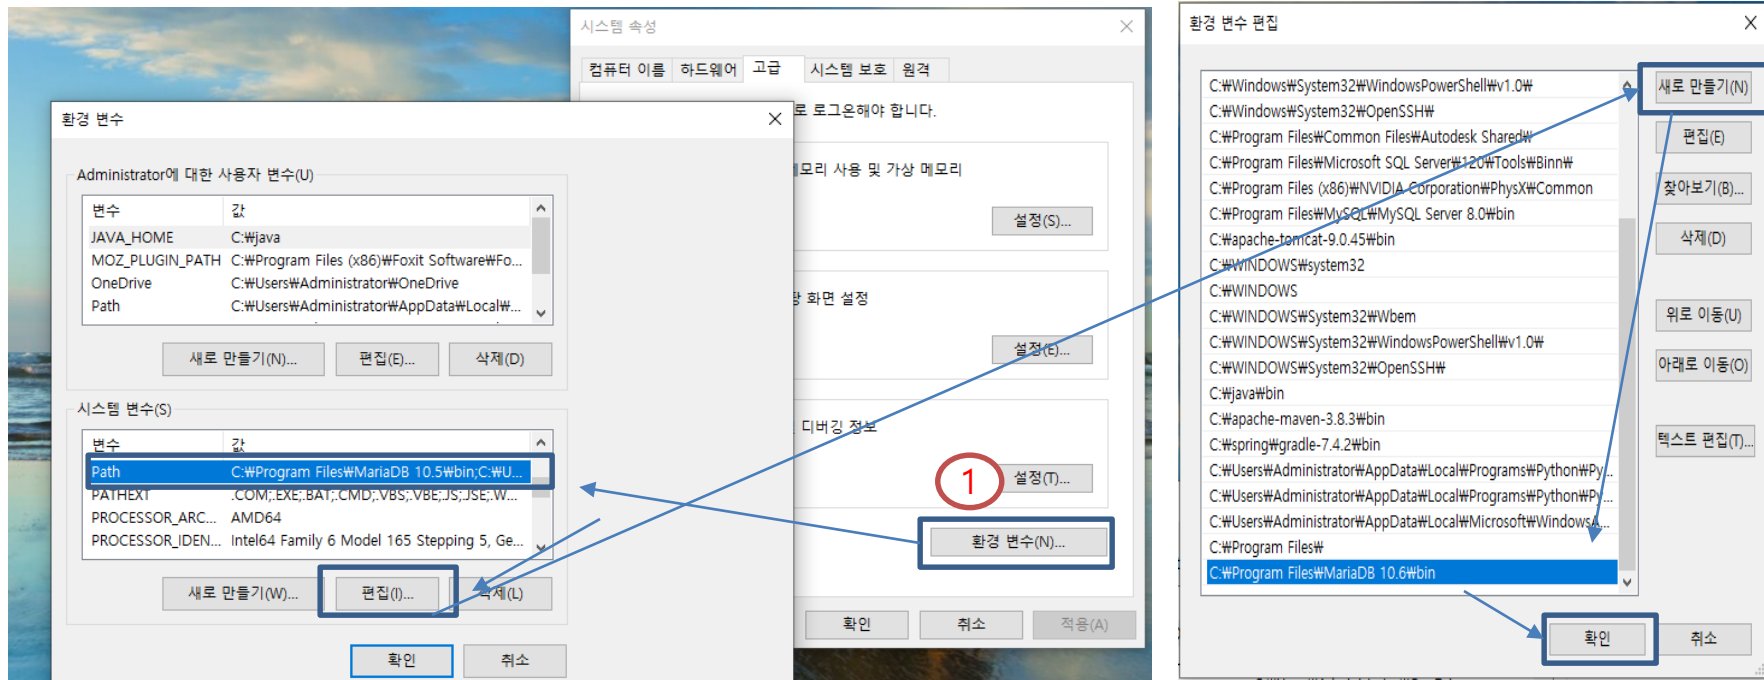 시스템 속성
컴퓨터 이름 하드웨어 고급 시스템 보호 원격
로 로그온해야 합니다.
모리 사용 및 가상 메모리
설정(S)...
화면 설정
설정(E)...
디버깅 정보
1
설정(T)...
환경 변수(N)...
확인 취소 적용(A)
환경 변수
Administrator에 대한 사용자 변수(U)
변수 값
JAVA_HOME C:₩java
MOZ_PLUGIN_PATH C:₩Program Files (x86)₩Foxit Software₩Fo...
OneDrive C:₩Users₩Administrator₩OneDrive
Path C:₩Users₩Administrator₩AppData₩Local₩...
새로 만들기(N)... 편집(E)... 삭제(D)
시스템 변수(S)
변수 값
Path C:₩Program Files₩MariaDB 10.5₩bin;C:₩U...
PATHEXT .COM;.EXE;.BAT;.CMD;.VBS;.VBE;.JS;.JSE;.W...
PROCESSOR_ARC... AMD64
PROCESSOR_IDEN... Intel64 Family 6 Model 165 Stepping 5, Ge...
새로 만들기(W)... 편집(I)... 삭제(L)
확인 취소
환경 변수 편집
C:₩Windows₩System32₩WindowsPowerShell₩v1.0₩
C:₩Windows₩System32₩OpenSSH₩
C:₩Program Files₩Common Files₩Autodesk Shared₩
C:₩Program Files₩Microsoft SQL Server₩120₩Tools₩Binn₩
C:₩Program Files (x86)₩NVIDIA Corporation₩PhysX₩Common
C:₩Program Files₩MySQL₩MySQL Server 8.0₩bin
C:₩apache-tomcat-9.0.45₩bin
C:₩WINDOWS₩system32
C:₩WINDOWS
C:₩WINDOWS₩System32₩Wbem
C:₩WINDOWS₩System32₩WindowsPowerShell₩v1.0₩
C:₩WINDOWS₩System32₩OpenSSH₩
C:₩java₩bin
C:₩apache-maven-3.8.3₩bin
C:₩spring₩gradle-7.4.2₩bin
C:₩Users₩Administrator₩AppData₩Local₩Programs₩Python₩Py...
C:₩Users₩Administrator₩AppData₩Local₩Programs₩Python₩Py...
C:₩Users₩Administrator₩AppData₩Local₩Microsoft₩WindowsA...
C:₩Program Files₩
C:₩Program Files₩MariaDB 10.6₩bin
새로 만들기(N)
편집(E)
찾아보기(B)...
삭제(D)
위로 이동(U)
아래로 이동(O)
텍스트 편집(T)...
확인 취소